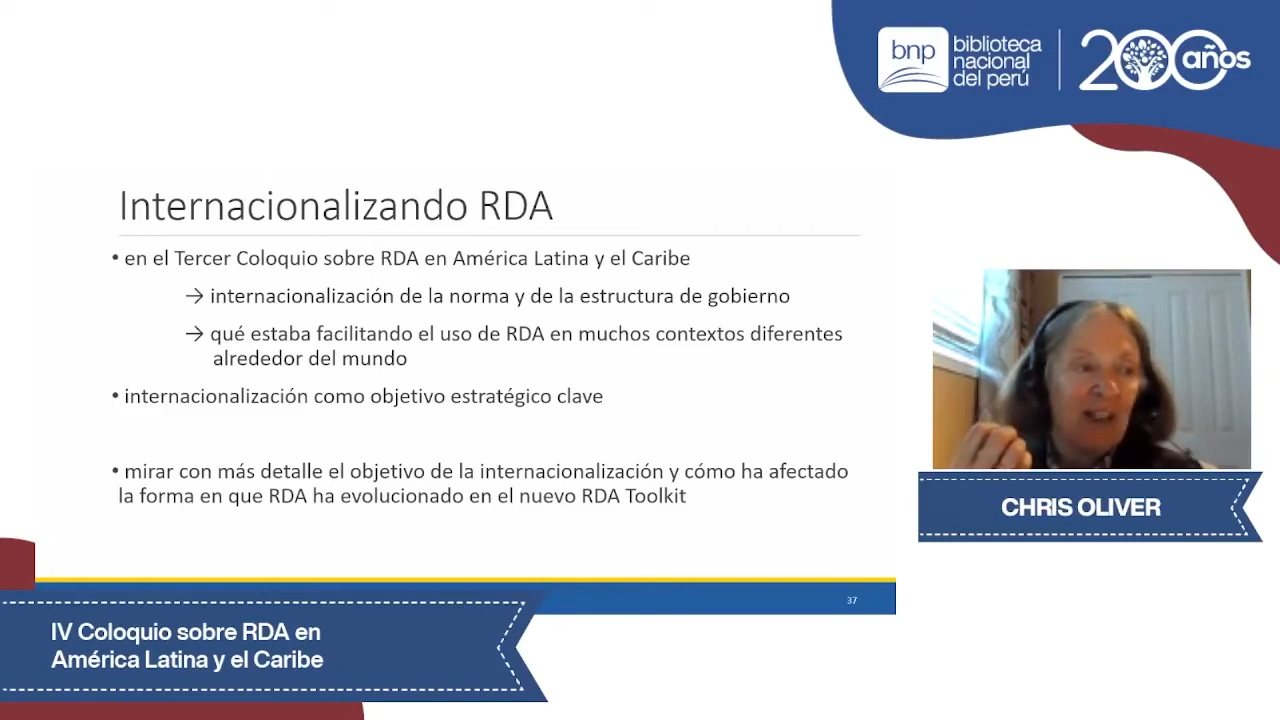 bnp
biblioteca
nacional
del perú
200 años
Internacionalizando RDA
• en el Tercer Coloquio sobre RDA en América Latina y el Caribe
→ internacionalización de la norma y de la estructura de gobierno
→ qué estaba facilitando el uso de RDA en muchos contextos diferentes
alrededor del mundo
• internacionalización como objetivo estratégico clave
• mirar con más detalle el objetivo de la internacionalización y cómo ha afectado
la forma en que RDA ha evolucionado en el nuevo RDA Toolkit
CHRIS OLIVER
37
IV Coloquio sobre RDA en
América Latina y el Caribe